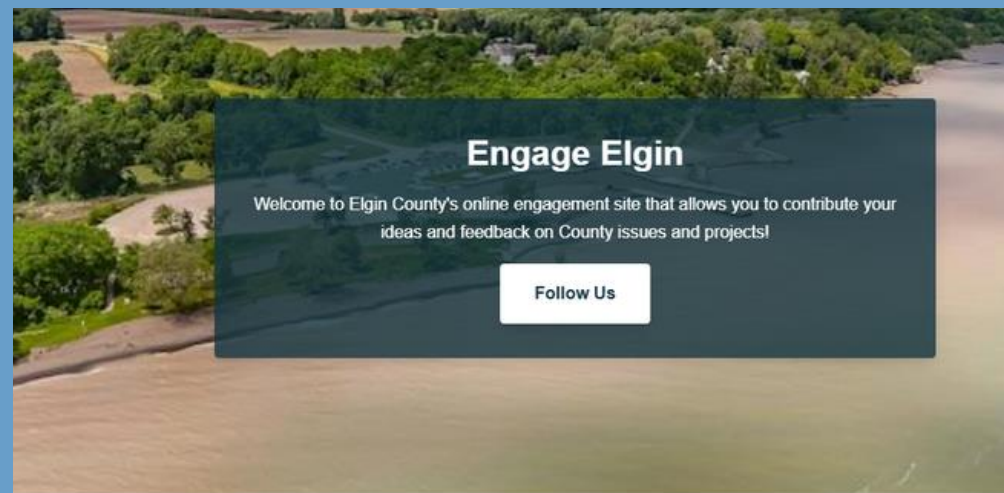 Engage Elgin
Welcome to Elgin County's online engagement site that allows you to contribute your
ideas and feedback on County issues and projects!
Follow Us